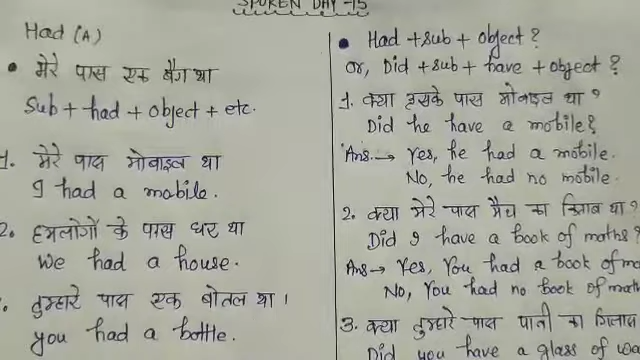 SPOKEN DAY-15
Had (A)
• मेरे पास एक बैग था
Sub + had + object + etc.
1. मेरे पास मोबाइल था
I had a mobile.
2. हमलोगों के पास घर था
We had a house.
तुम्हारे पास एक बोतल था।
you had a bottle.
• Had + sub + object?
or, Did + sub + have + object?
1. क्या इसके पास मोबाइल था?
Did he have a mobile?
Ans. → Yes, he had a mobile.
No, he had no mobile.
2. क्या मेरे पास मैथ का किताब था?
Did I have a book of maths?
Ans → Yes, You had a book of
No, You had no book of
3. क्या तुम्हारे पास पानी का गिलास
Did you have a glass of